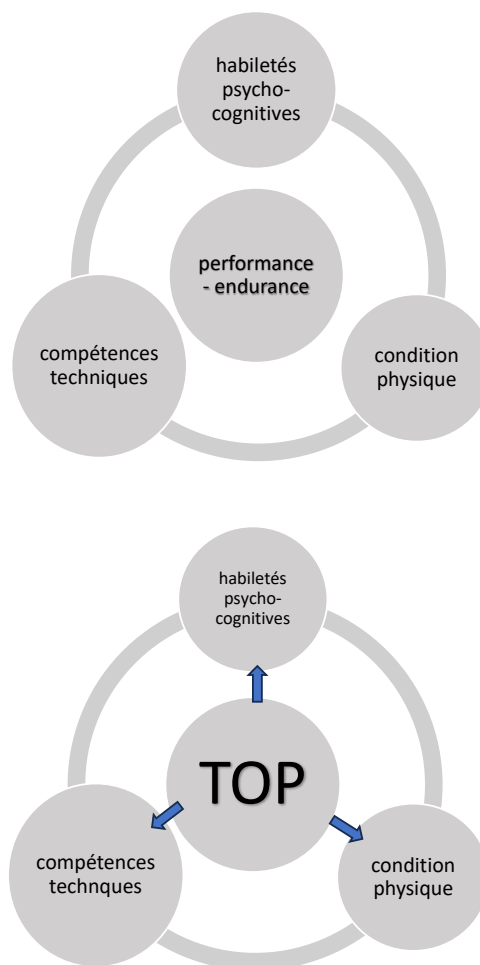 habiletés
psycho-
cognitives
performance
- endurance
compétences
techniques
condition
physique
habiletés
psycho-
cognitives
TOP
compétences
technques
condition
physique